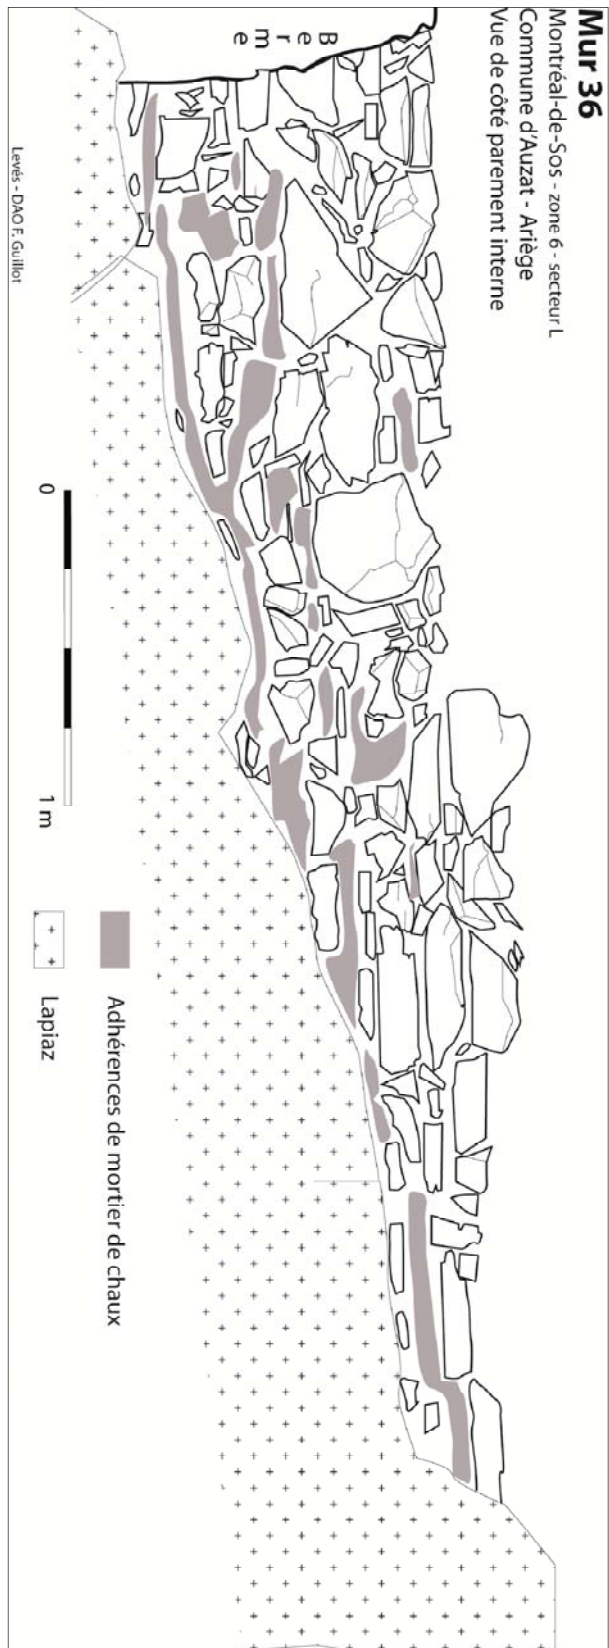 Mur 36
Montréal-de-Sos - zone 6 - secteur L
Commune d'Auzat - Ariège
Vue de côté parement interne
Berme
Levés - DAO F. Guillot
0
1 m
Adhérences de mortier de chaux
Lapiaz